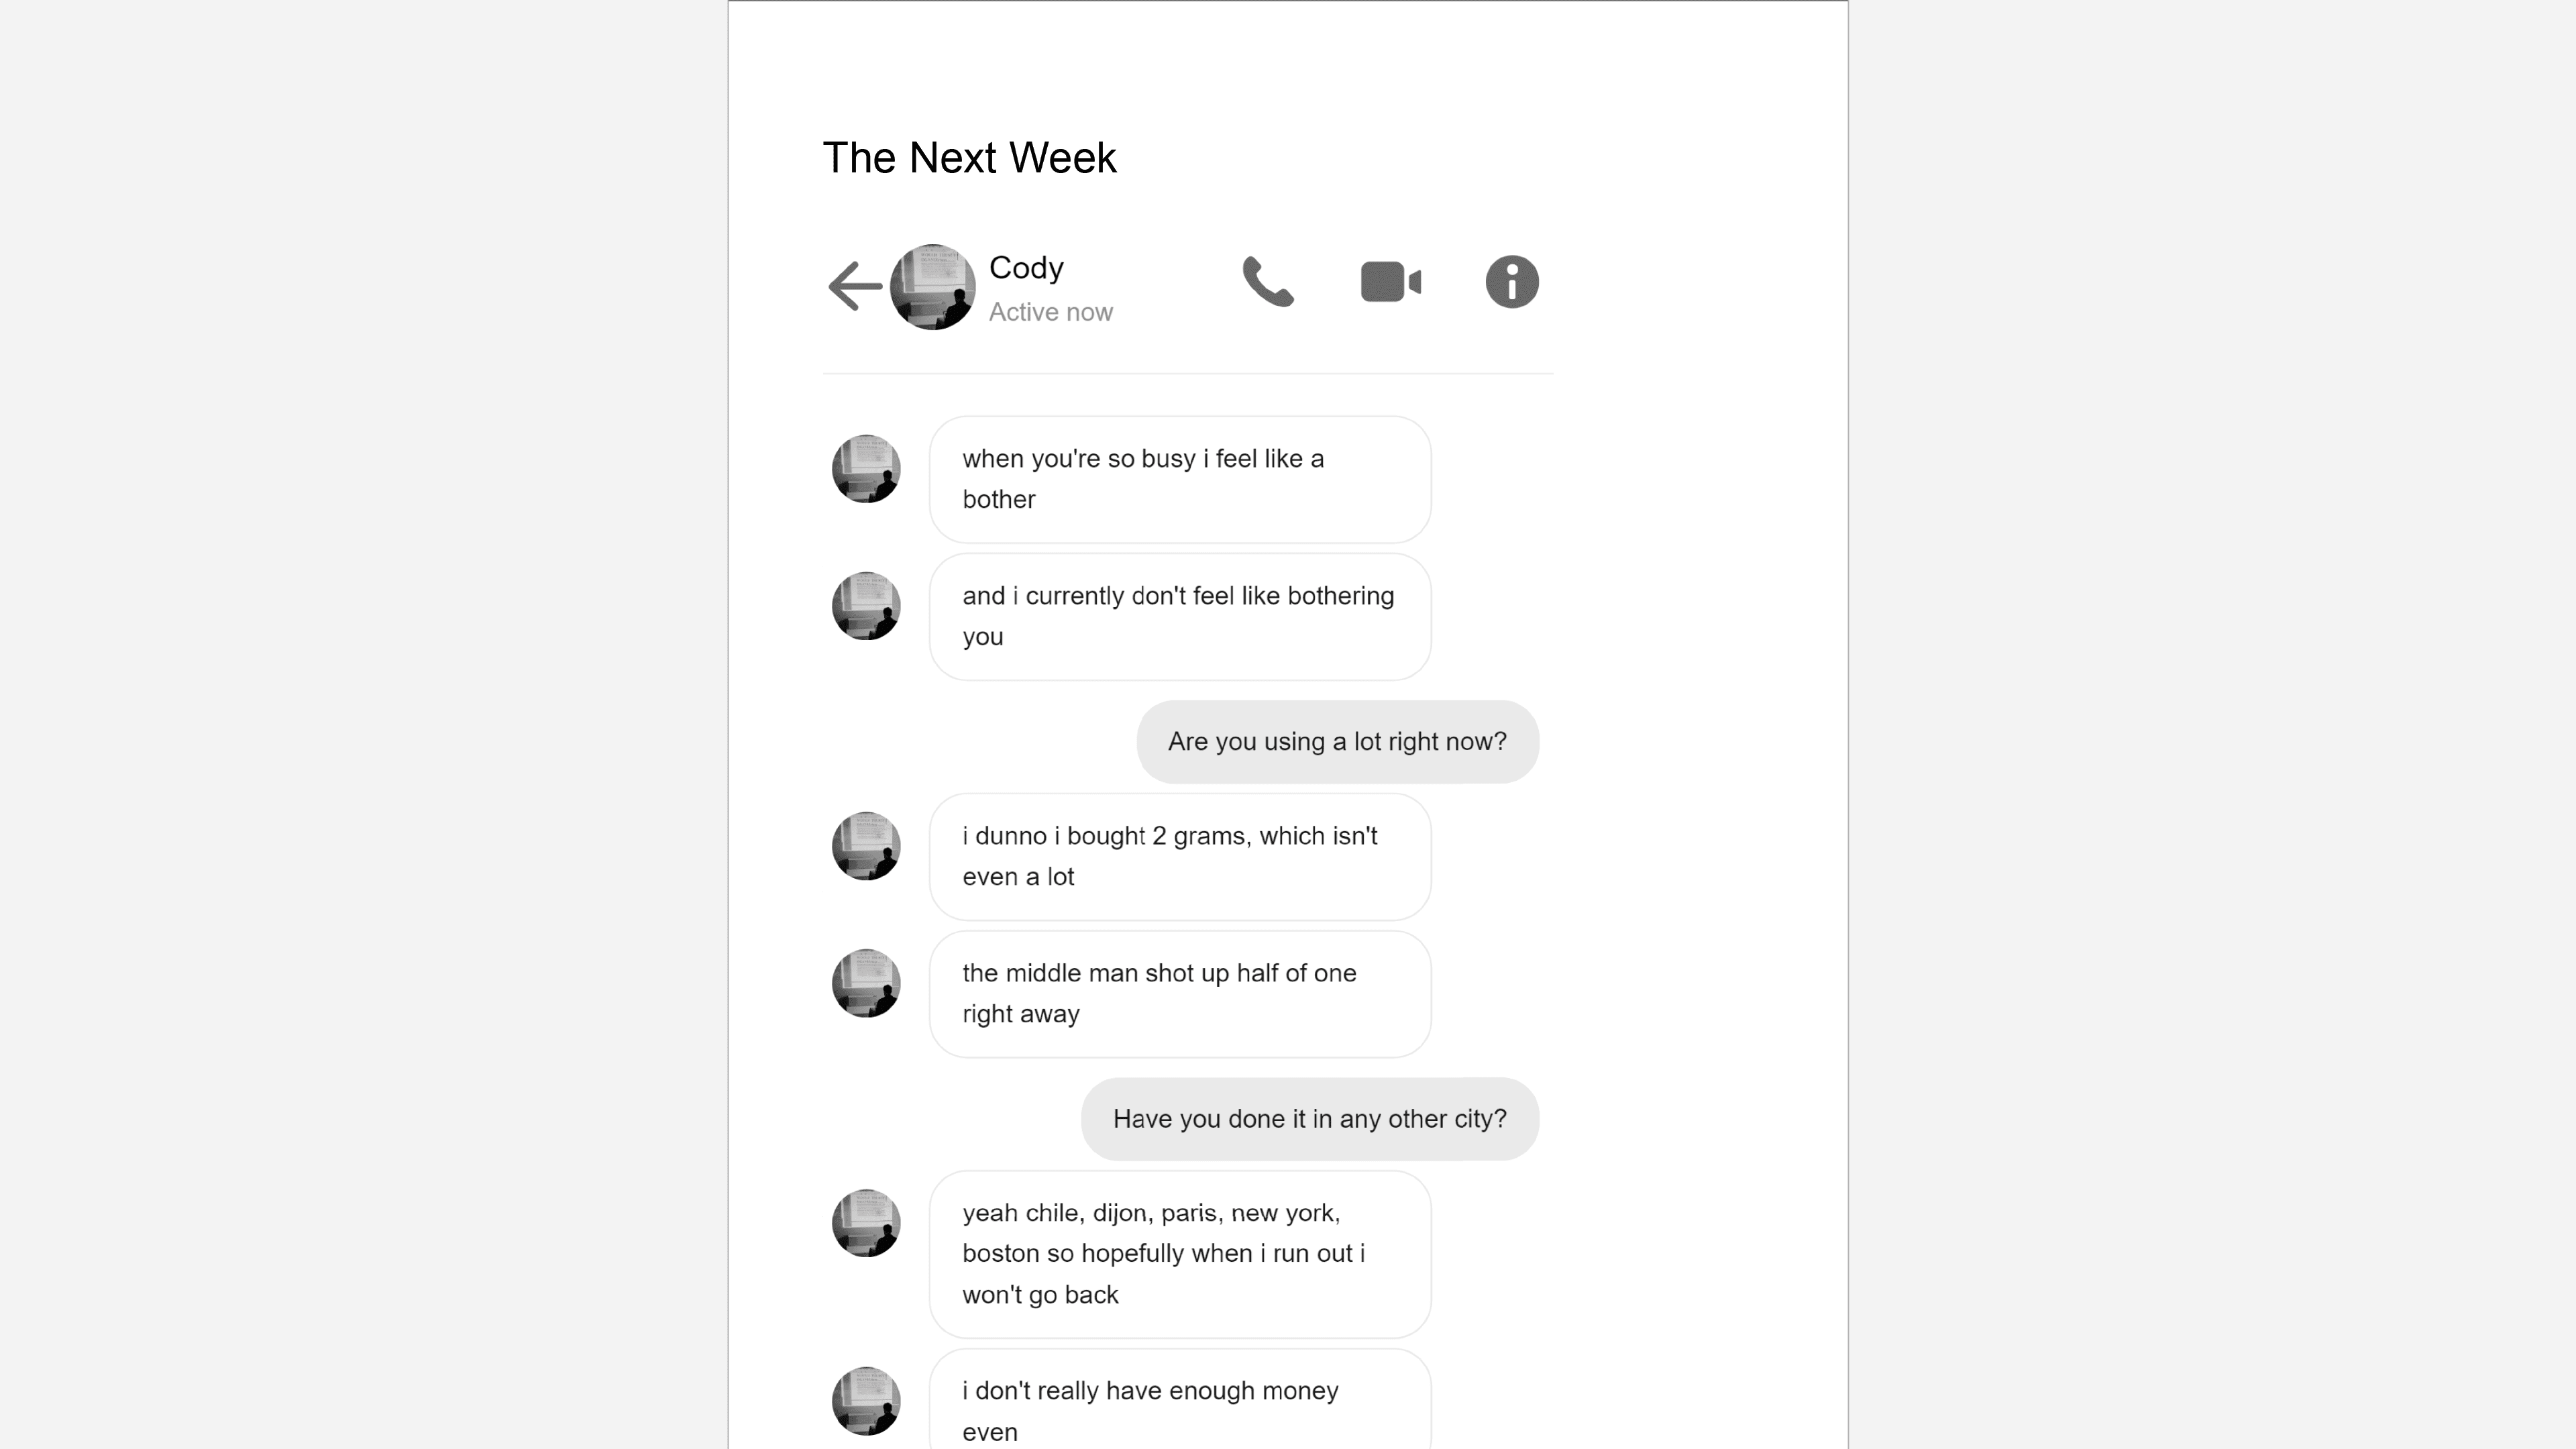 The Next Week
Cody
Active now
when you're so busy i feel like a
bother
and i currently don't feel like bothering
you
Are you using a lot right now?
i dunno i bought 2 grams, which isn't
even a lot
the middle man shot up half of one
right away
Have you done it in any other city?
yeah chile, dijon, paris, new york,
boston so hopefully when i run out i
won't go back
i don't really have enough money
even